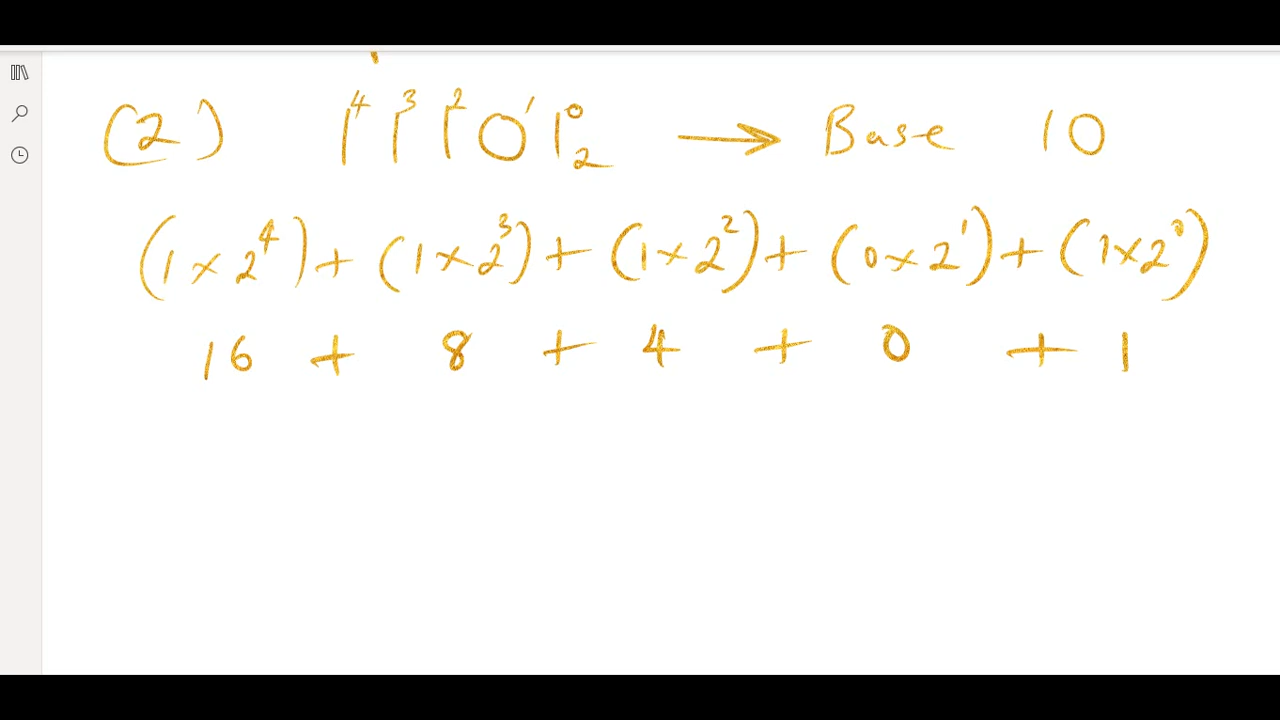 (2) 1⁴1³1²0¹1⁰₂ → Base 10
(1×2⁴)+(1×2³)+(1×2²)+(0×2¹)+(1×2⁰)
16 + 8 + 4 + 0 + 1